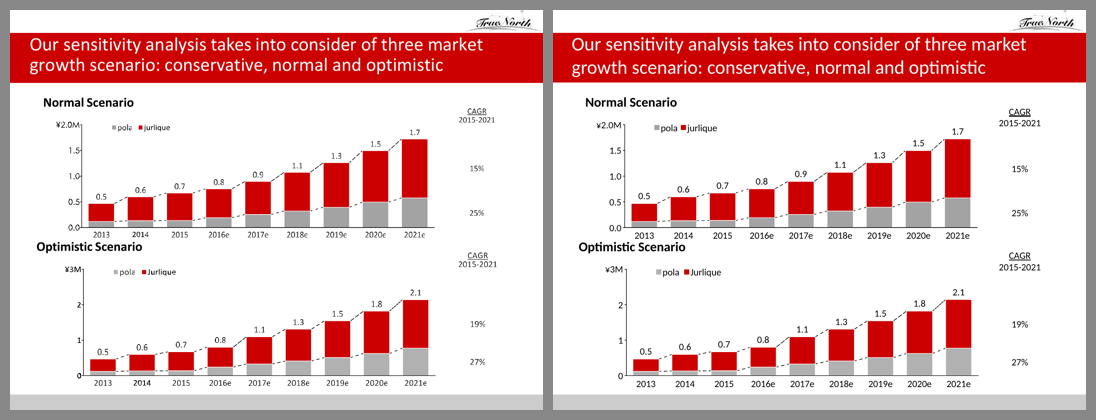 TrueNorth
Our sensitivity analysis takes into consider of three market
growth scenario: conservative, normal and optimistic
Normal Scenario
CAGR
2015-2021
¥2.0M
pola jurlique
1.5
1.0
0.5
0.0
0.5 0.6 0.7 0.8 0.9 1.1 1.3 1.5 1.7
15%
25%
2013 2014 2015 2016e 2017e 2018e 2019e 2020e 2021e
Optimistic Scenario
CAGR
2015-2021
¥3M
pola Jurlique
2
1
0
0.5 0.6 0.7 0.8 1.1 1.3 1.5 1.8 2.1
19%
27%
2013 2014 2015 2016e 2017e 2018e 2019e 2020e 2021e
TrueNorth
Our sensitivity analysis takes into consider of three market
growth scenario: conservative, normal and optimistic
Normal Scenario
CAGR
2015-2021
¥2.0M
pola jurlique
1.5
1.0
0.5
0.0
0.5 0.6 0.7 0.8 0.9 1.1 1.3 1.5 1.7
15%
25%
2013 2014 2015 2016e 2017e 2018e 2019e 2020e 2021e
Optimistic Scenario
CAGR
2015-2021
¥3M
pola Jurlique
2
1
0
0.5 0.6 0.7 0.8 1.1 1.3 1.5 1.8 2.1
19%
27%
2013 2014 2015 2016e 2017e 2018e 2019e 2020e 2021e